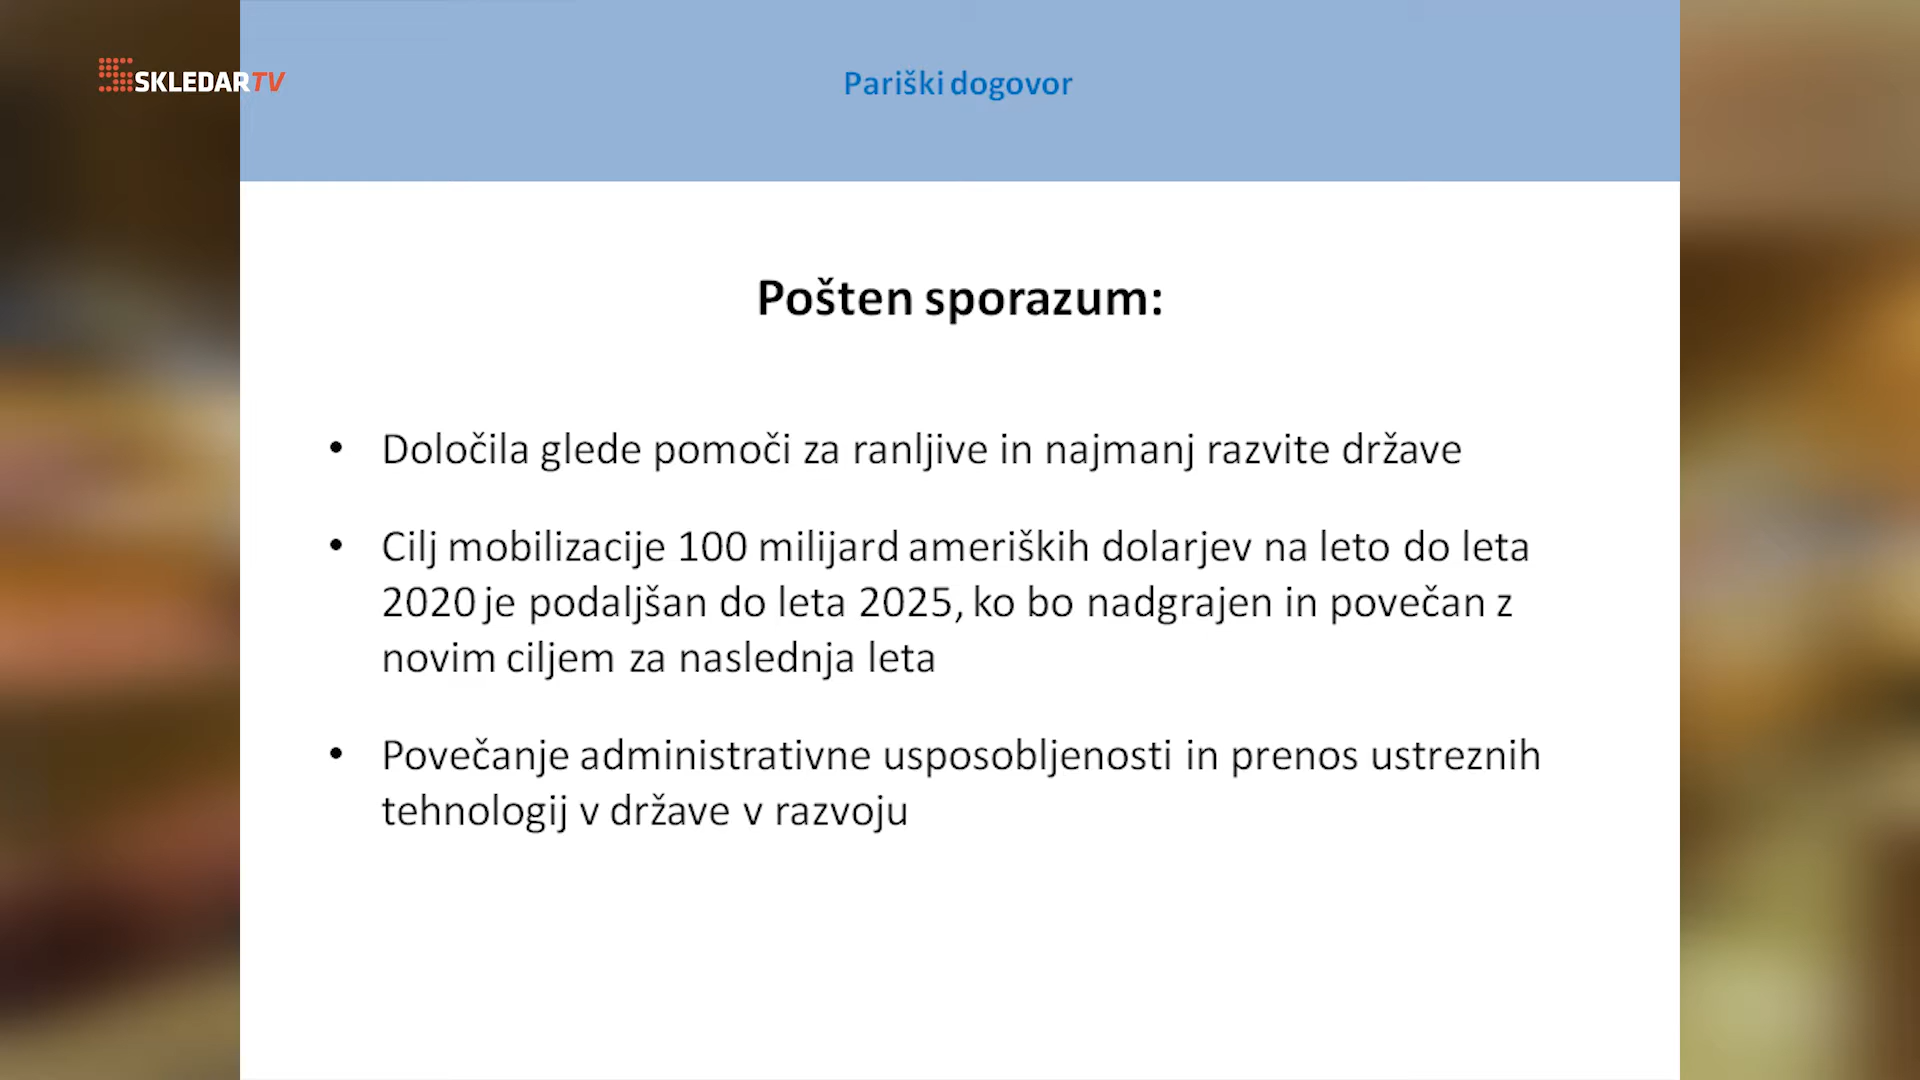 SKLEDARTV
Pariški dogovor
Pošten sporazum:
• Določila glede pomoči za ranljive in najmanj razvite države
• Cilj mobilizacije 100 milijard ameriških dolarjev na leto do leta
2020 je podaljšan do leta 2025, ko bo nadgrajen in povečan z
novim ciljem za naslednja leta
• Povečanje administrativne usposobljenosti in prenos ustreznih
tehnologij v države v razvoju